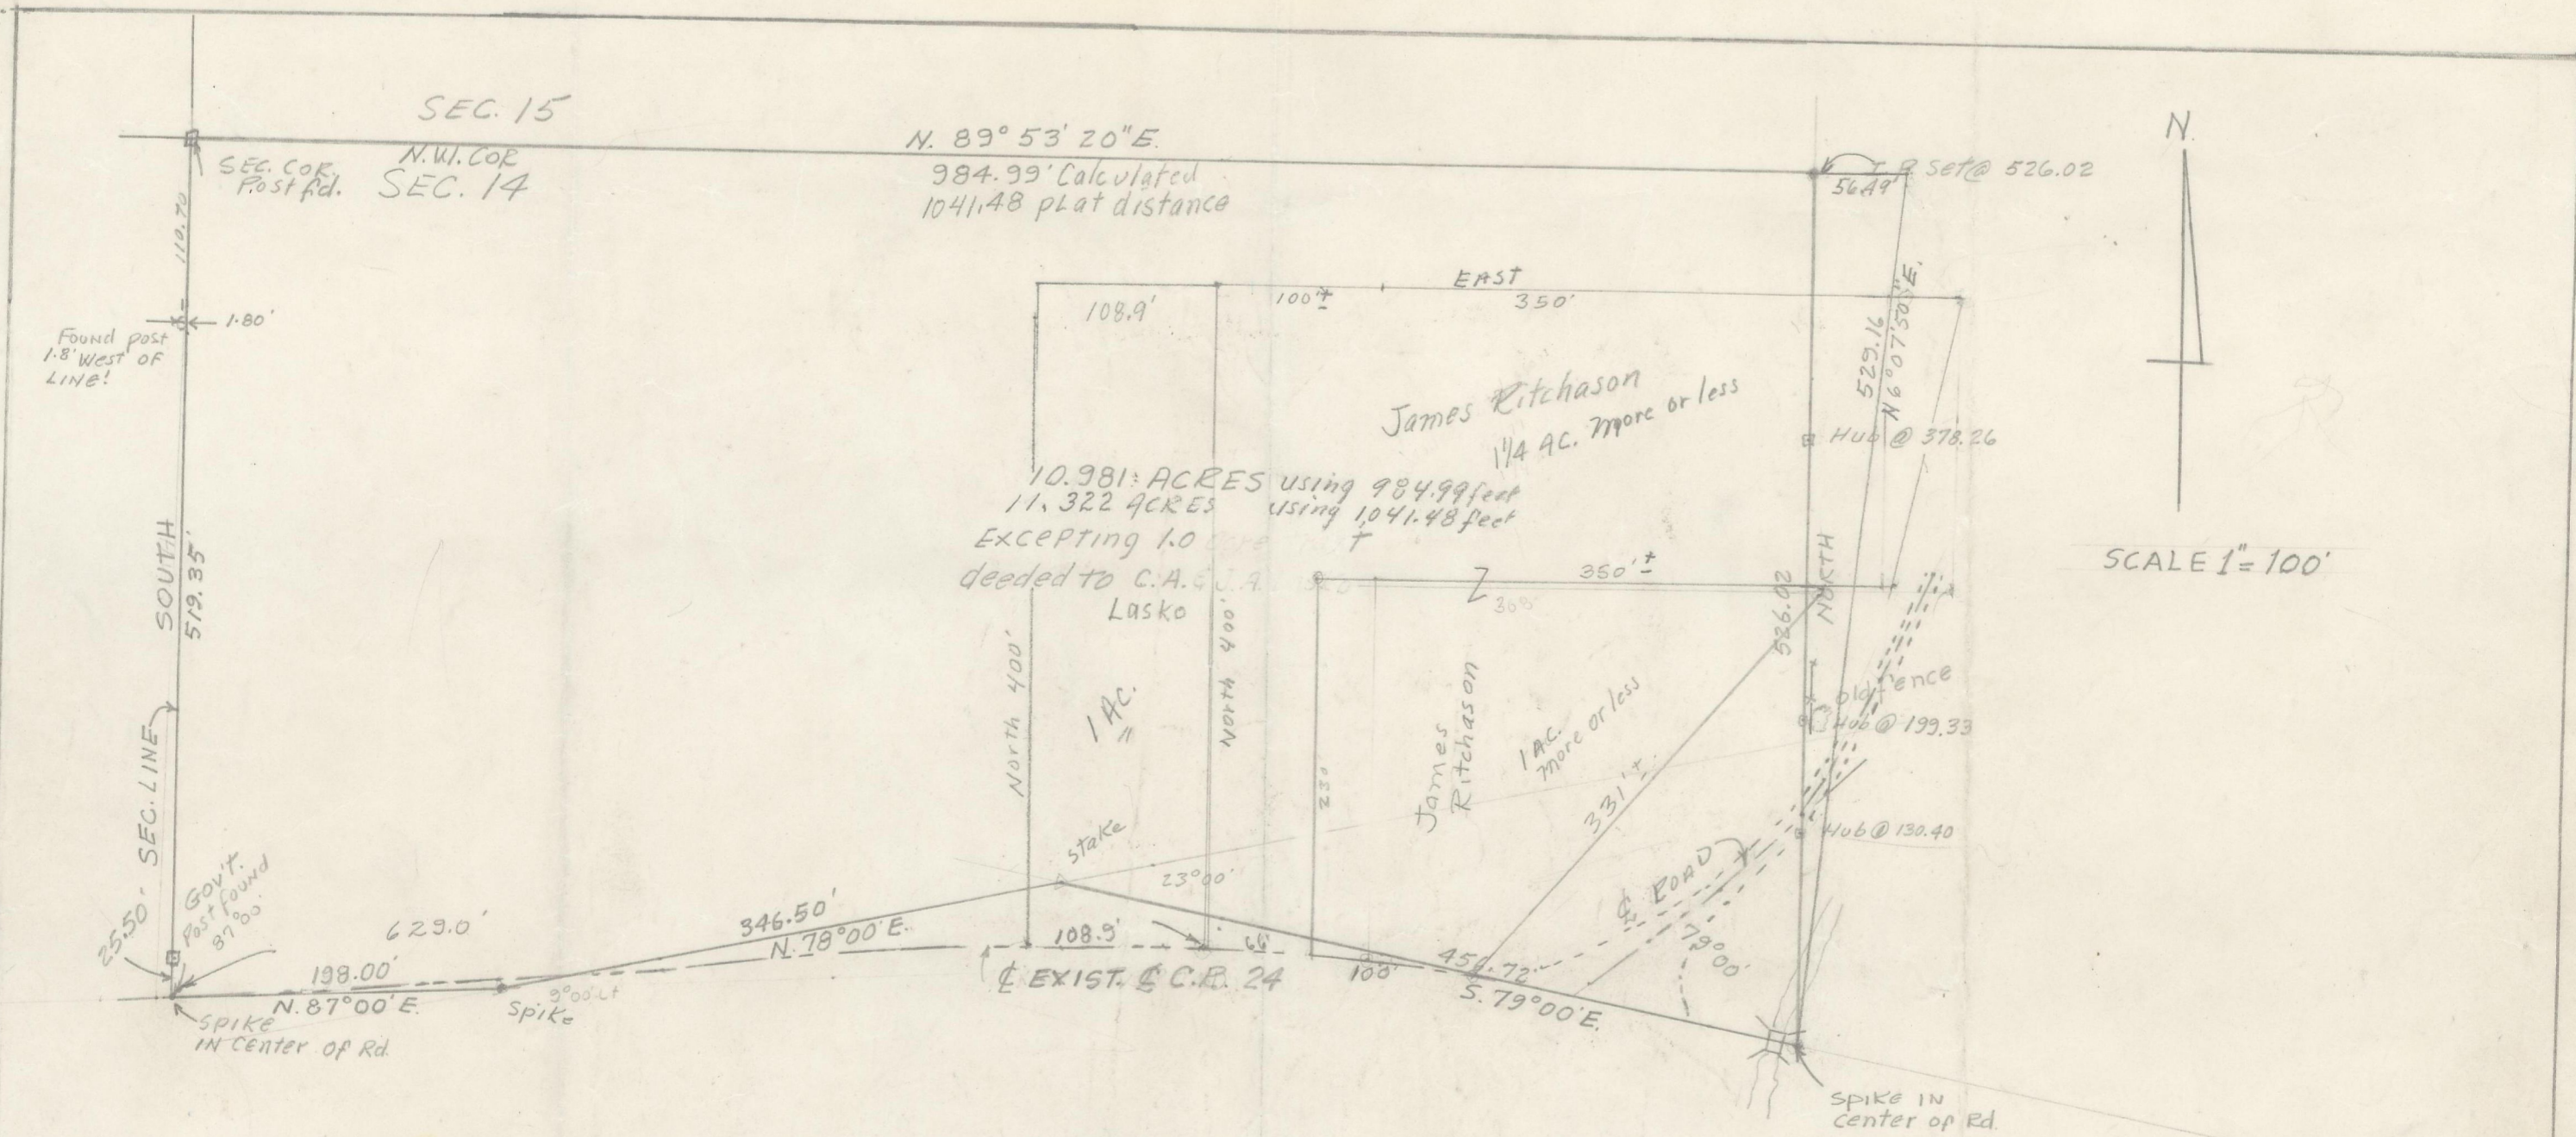 SEC. 15
N. 89° 53' 20" E.
N.
SEC. COR.
Post fd.
N.W. COR
SEC. 14
984.99' Calculated
1041.48 plat distance
56.49'
I P Set @ 526.02
110.70
1.80'
Found post
1.8' West of
LINE!
108.9'
100'±
EAST
350'
529.16
N 6° 07' 50" E.
James Ritchason
1 1/4 AC. More or less
Hub @ 378.26
10.981± ACRES using 984.99 feet
11.322 ACRES using 1,041.48 feet
Excepting 1.0
deeded to C.A.
Lasko
SOUTH
519.35'
350'±
308
526.02
NORTH
SCALE 1" = 100'
North 400'
1 AC.
"
North 400'
230'
James
Ritchason
1 AC.
More or less
331'±
old fence
Hub @ 199.33
Hub @ 130.40
SEC. LINE
stake
23°00'
℄ ROAD
79°00'
25.50'
Gov't.
Post found
87°00'
629.0'
346.50'
N. 78°00' E.
108.9'
66'
198.00'
N. 87°00' E.
9°00' Lt
Spike
℄ EXIST. ℄ C.R. 24
100'
454.72'
S. 79°00' E.
SPIKE
IN Center of Rd.
SPIKE IN
Center of Rd.